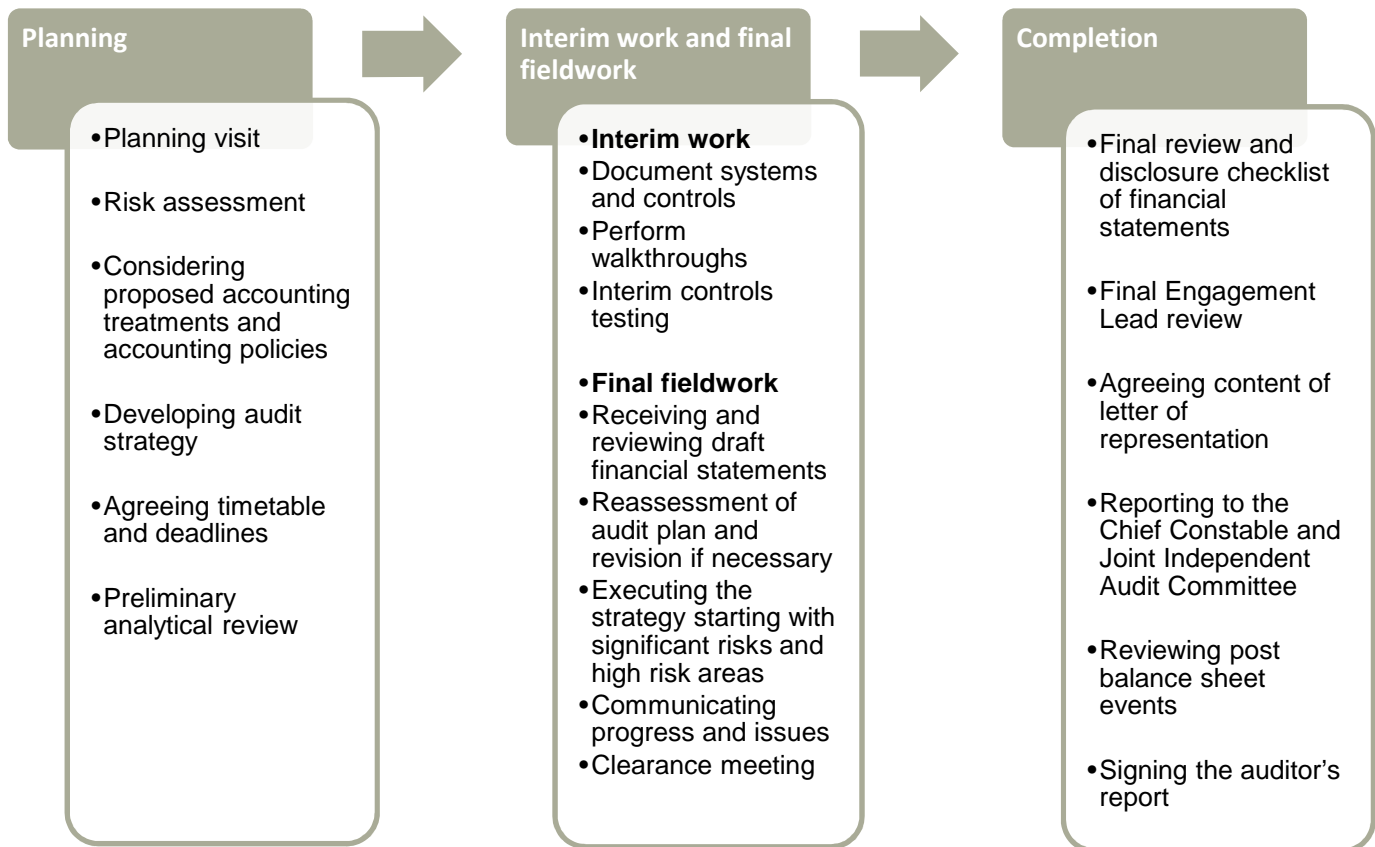 Planning
•Planning visit
•Risk assessment
•Considering
proposed accounting
treatments and
accounting policies
•Developing audit
strategy
•Agreeing timetable
and deadlines
•Preliminary
analytical review
Interim work and final
fieldwork
•Interim work
•Document systems
and controls
•Perform
walkthroughs
•Interim controls
testing
•Final fieldwork
•Receiving and
reviewing draft
financial statements
•Reassessment of
audit plan and
revision if necessary
•Executing the
strategy starting with
significant risks and
high risk areas
•Communicating
progress and issues
•Clearance meeting
Completion
•Final review and
disclosure checklist
of financial
statements
•Final Engagement
Lead review
•Agreeing content of
letter of
representation
•Reporting to the
Chief Constable and
Joint Independent
Audit Committee
•Reviewing post
balance sheet
events
•Signing the auditor's
report